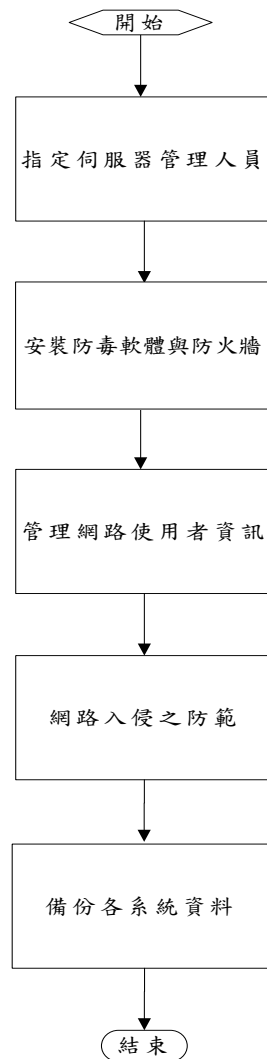 開始
指定伺服器管理人員
安裝防毒軟體與防火牆
管理網路使用者資訊
網路入侵之防範
備份各系統資料
結束